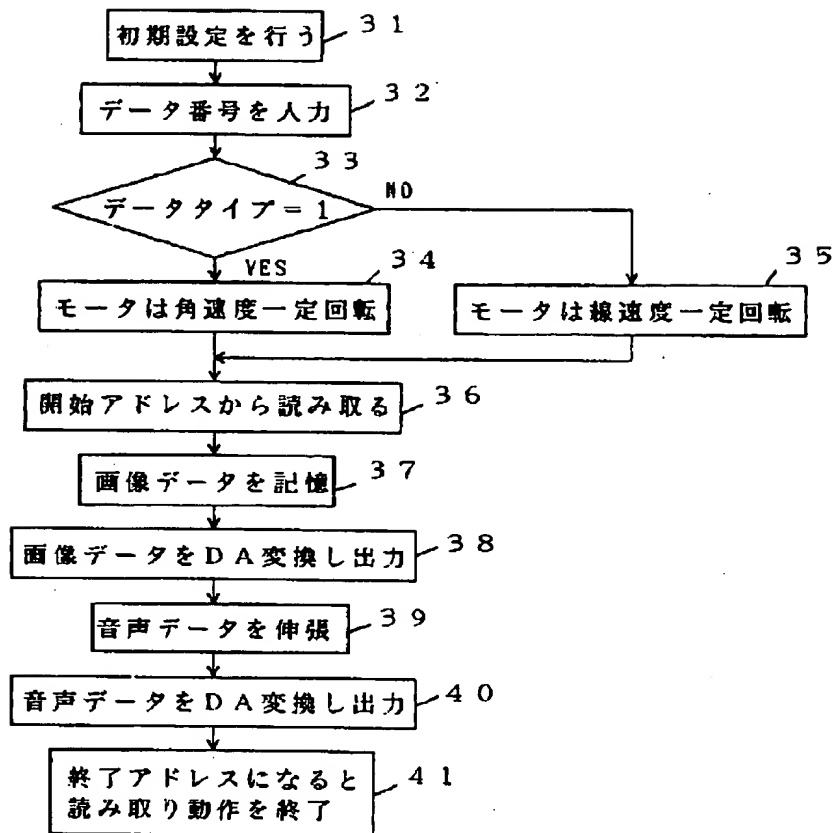 初期設定を行う
31
データ番号を入力
32
33
データタイプ=1
NO
YES
34
モータは角速度一定回転
35
モータは線速度一定回転
開始アドレスから読み取る
36
画像データを記憶
37
画像データをDA変換し出力
38
音声データを伸張
39
音声データをDA変換し出力
40
終了アドレスになると
読み取り動作を終了
41